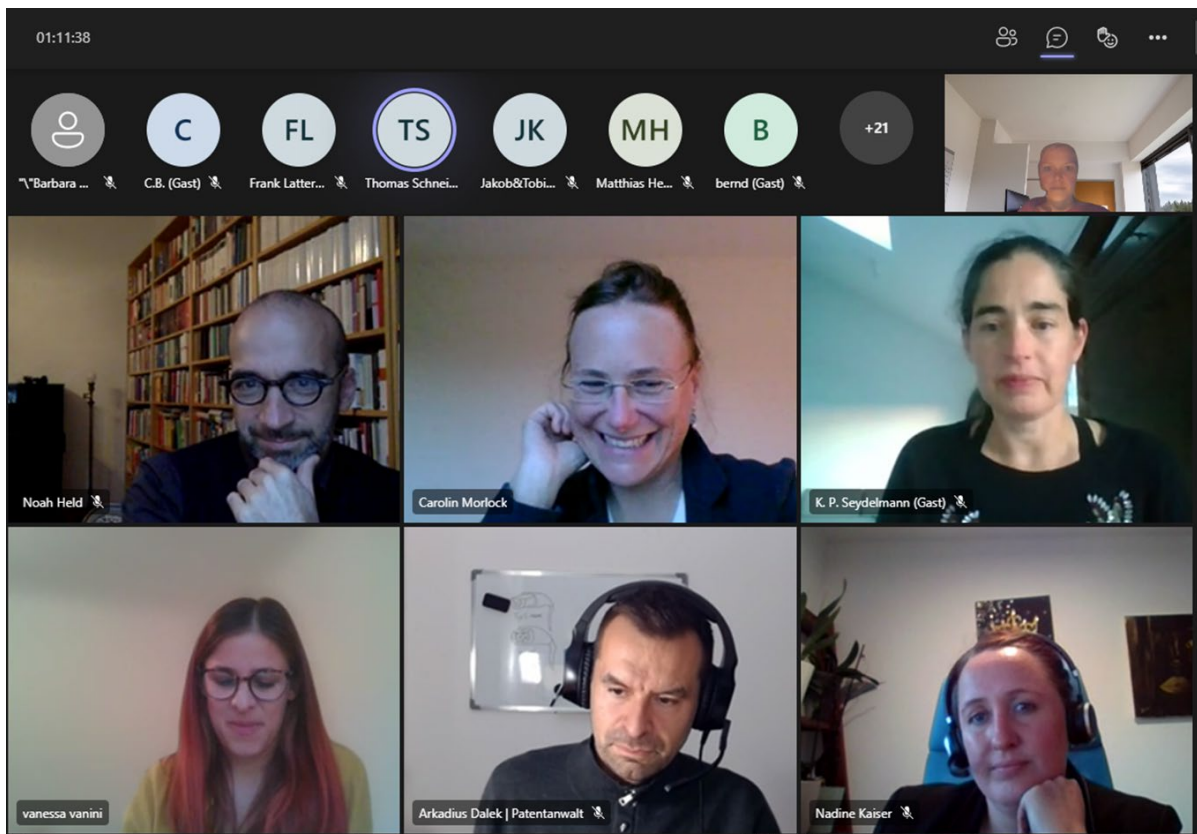 01:11:38
C
FL
TS
JK
MH
B
+21
"\"Barbara ...
C.B. (Gast)
Frank Latter...
Thomas Schnei...
Jakob&Tobi...
Matthias He...
bernd (Gast)
Noah Held
Carolin Morlock
K. P. Seydelmann (Gast)
vanessa vanini
Arkadius Dalek | Patentanwalt
Nadine Kaiser